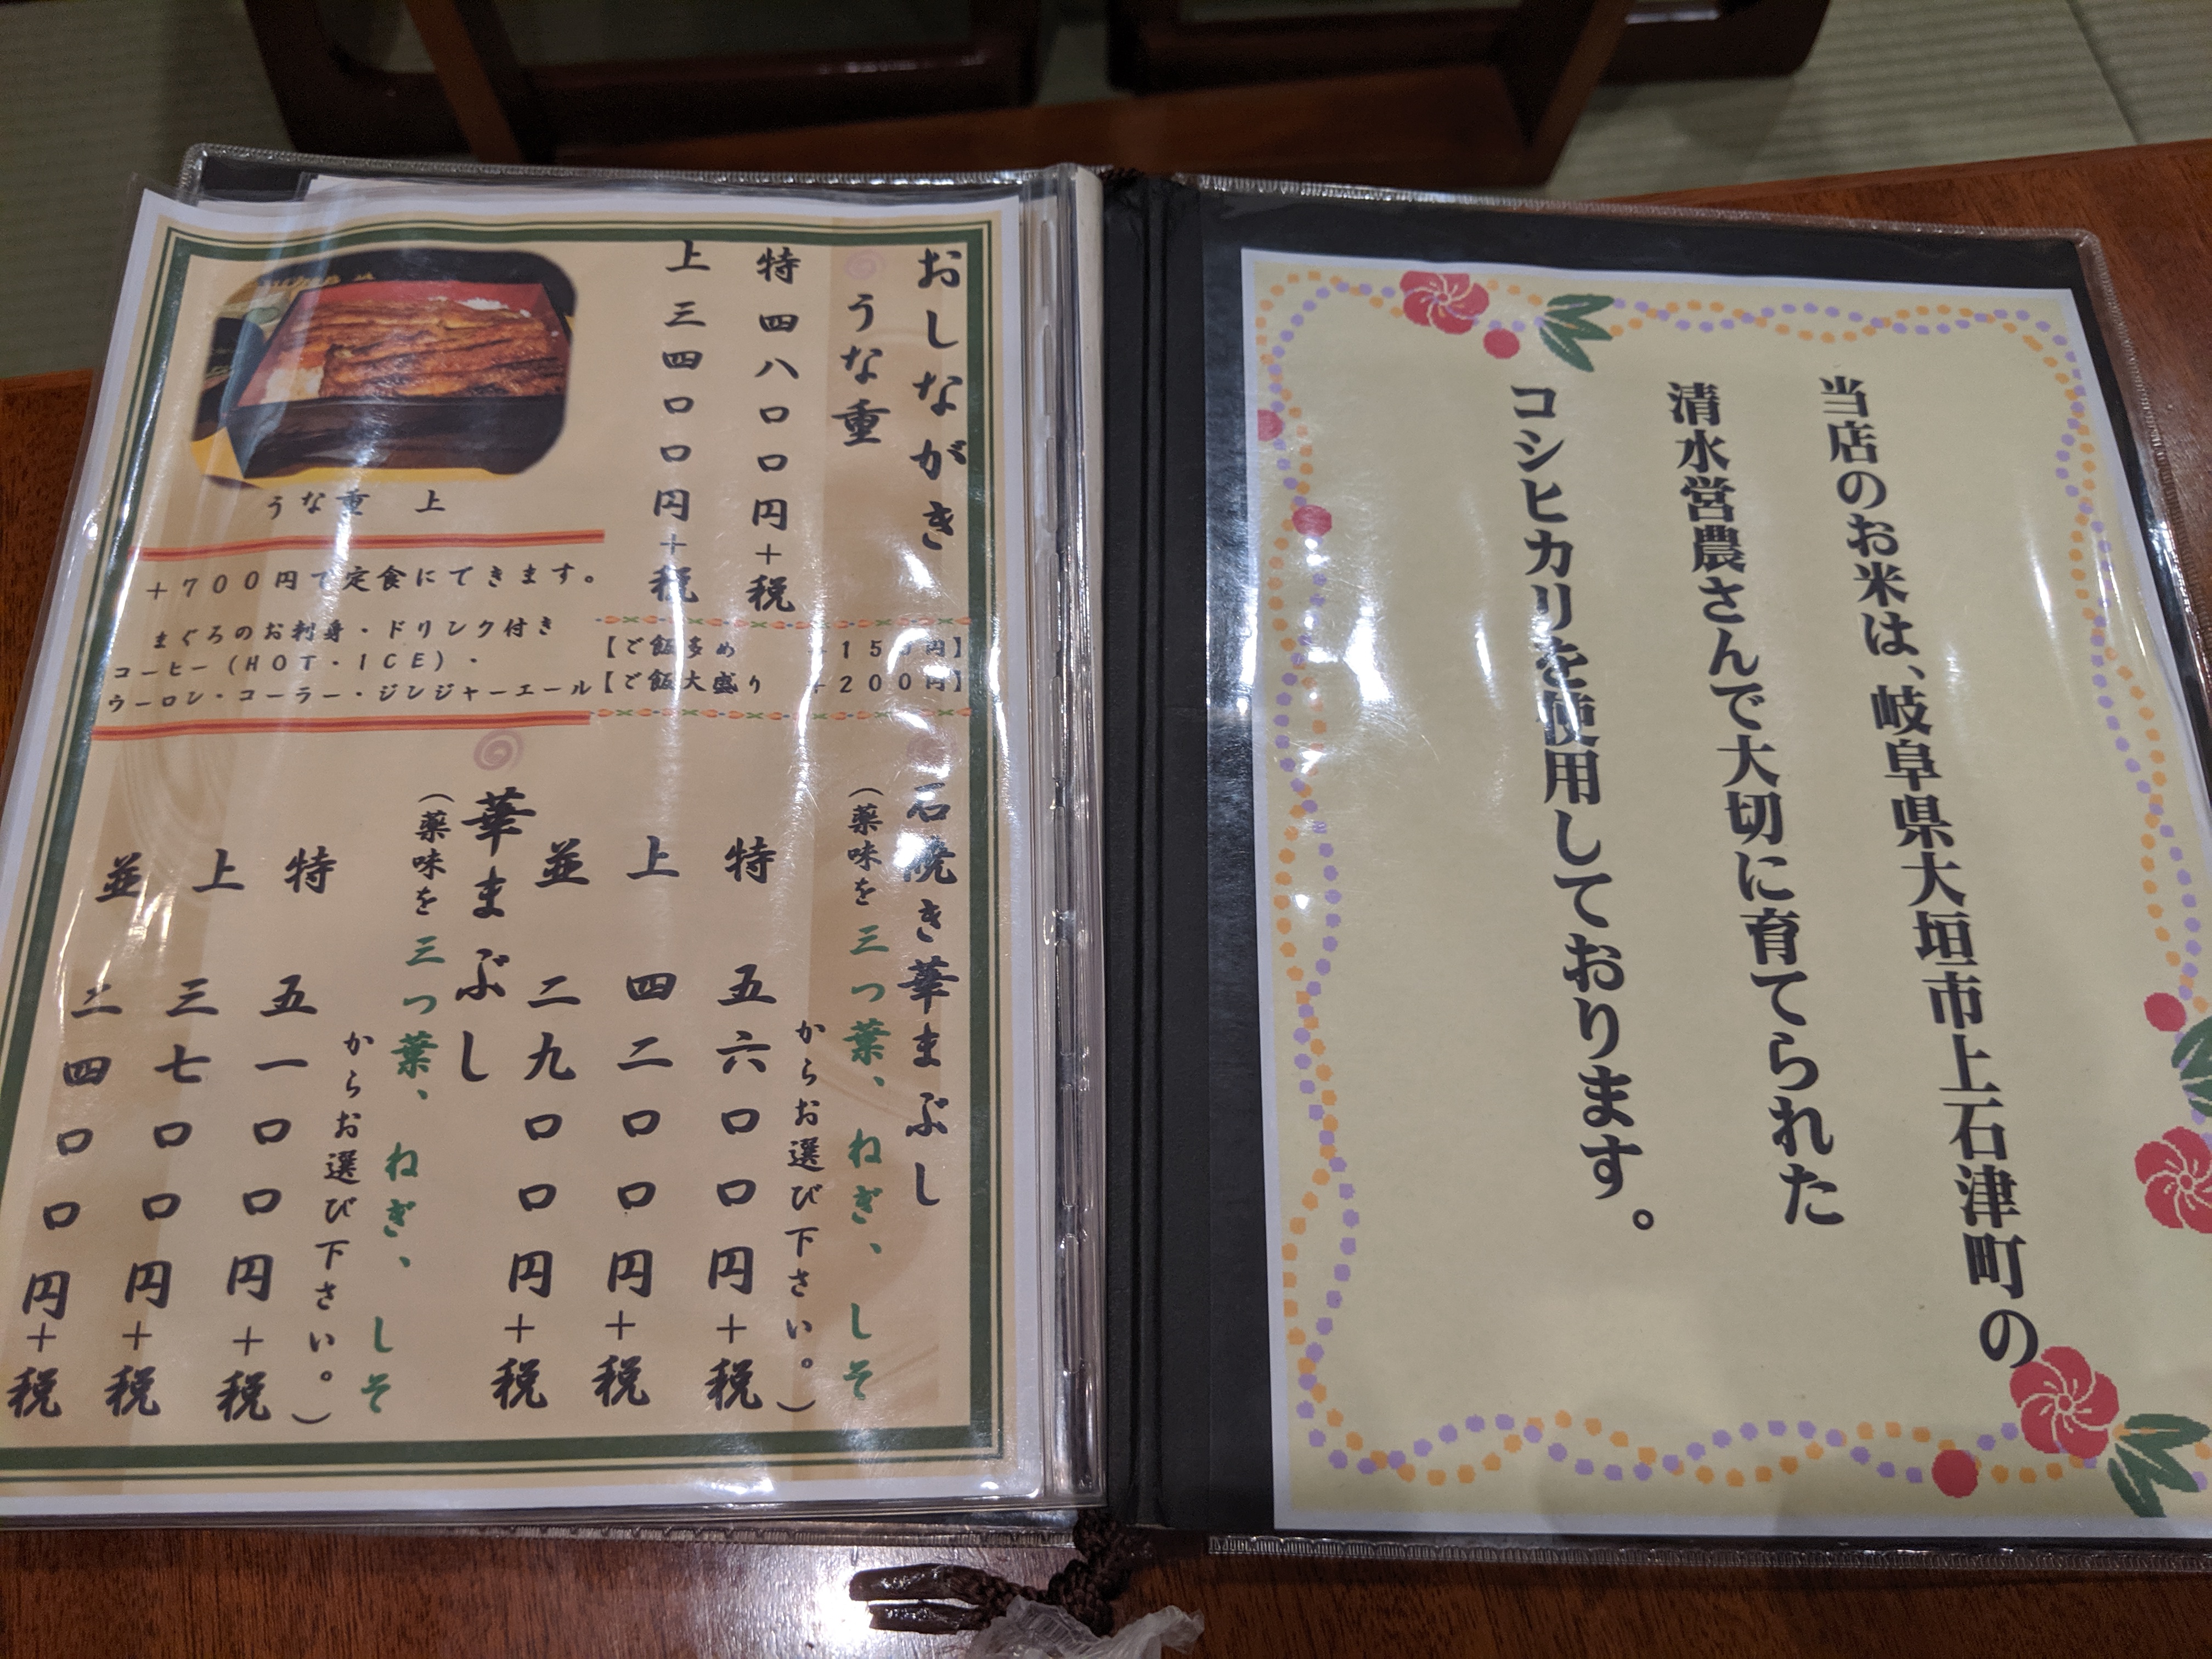 当店のお米は、岐阜県大垣市上石津町の
清水営農さんで大切に育てられた
コシヒカリを使用しております。
おしながき
うな重
特 四八〇〇円+税
上 三四〇〇円+税
うな重 上
+700円で定食にできます。
まぐろのお刺身・ドリンク付き
コーヒー(HOT・ICE)・
ウーロン・コーラー・ジンジャーエール
【ご飯多め +150円】
【ご飯大盛り +200円】
石焼き華まぶし
(薬味を三つ葉、ねぎ、しそ
からお選び下さい。)
特 五六〇〇円+税
上 四二〇〇円+税
並 二九〇〇円+税
華まぶし
(薬味を三つ葉、ねぎ、しそ
からお選び下さい。)
特 五一〇〇円+税
上 三七〇〇円+税
並 二四〇〇円+税